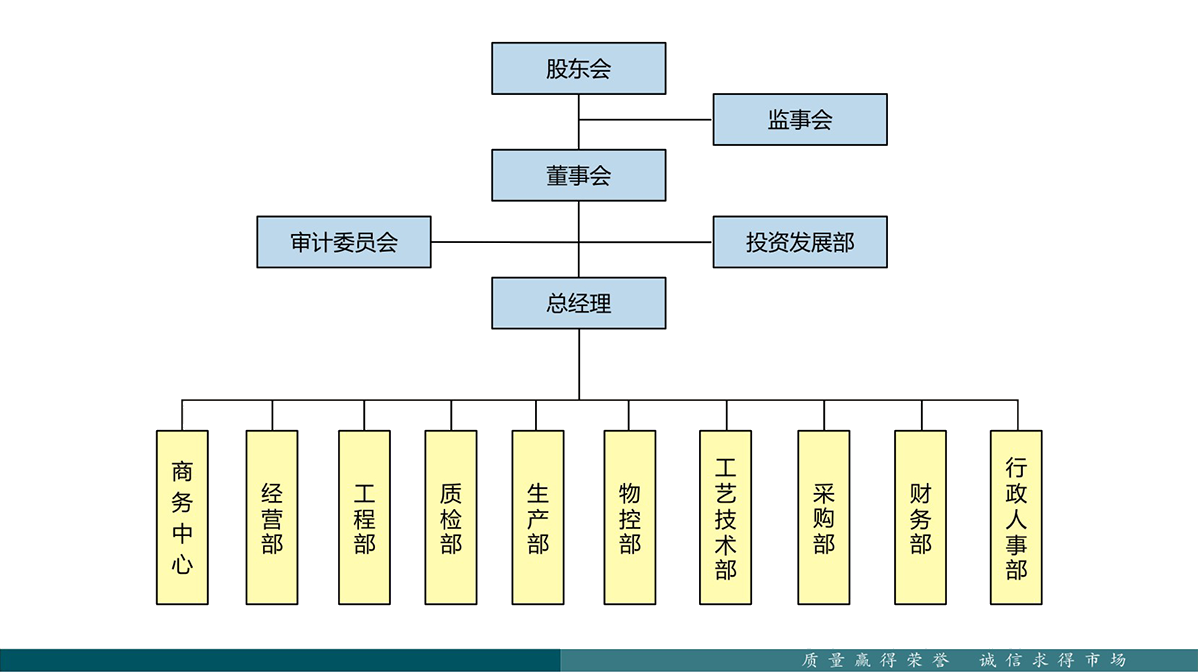 股东会
监事会
董事会
审计委员会
投资发展部
总经理
商务中心
经营部
工程部
质检部
生产部
物控部
工艺技术部
采购部
财务部
行政人事部
质量赢得荣誉 诚信求得市场